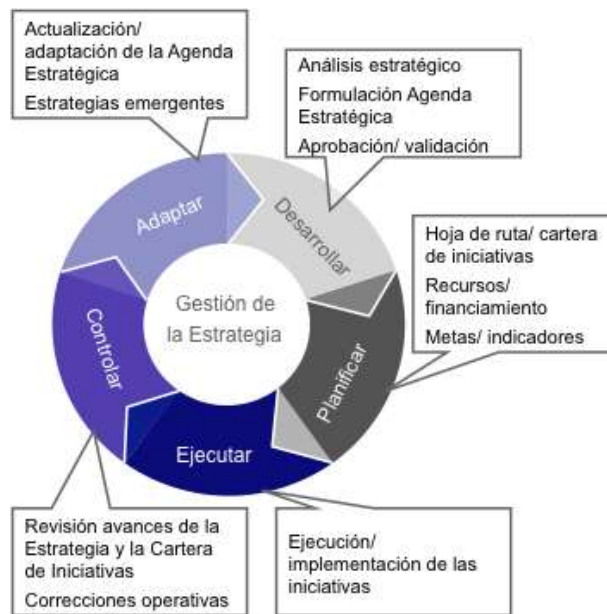 Actualización/
adaptación de la Agenda
Estratégica
Estrategias emergentes
Análisis estratégico
Formulación Agenda
Estratégica
Aprobación/ validación
Adaptar
Desarrollar
Hoja de ruta/ cartera
de iniciativas
Recursos/
financiamiento
Metas/ indicadores
Gestión de
la Estrategia
Controlar
Planificar
Ejecutar
Revisión avances de la
Estrategia y la Cartera
de Iniciativas
Correcciones operativas
Ejecución/
implementación de las
iniciativas